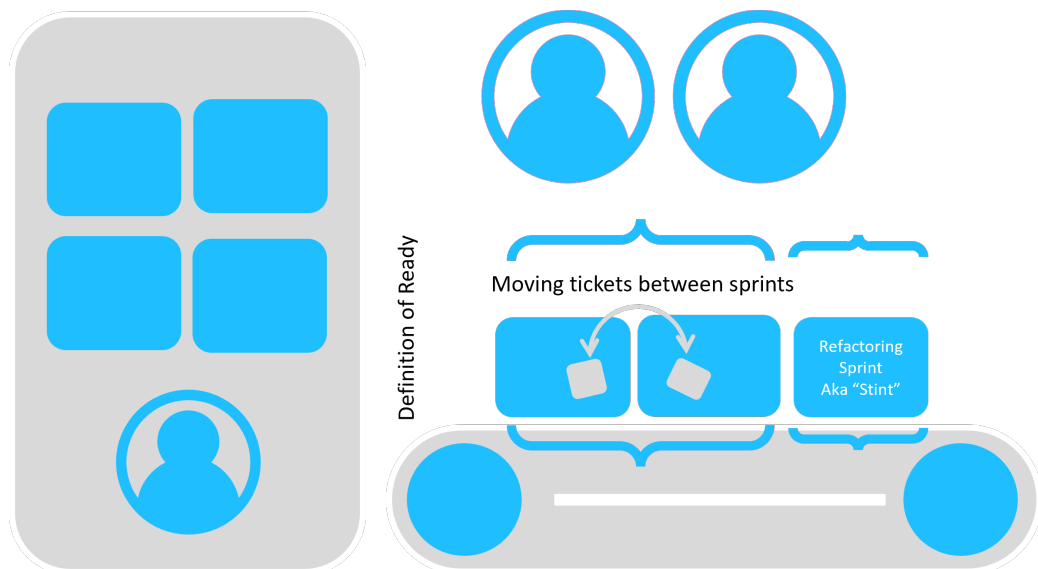 Definition of Ready
Moving tickets between sprints
Refactoring
Sprint
Aka “Stint”